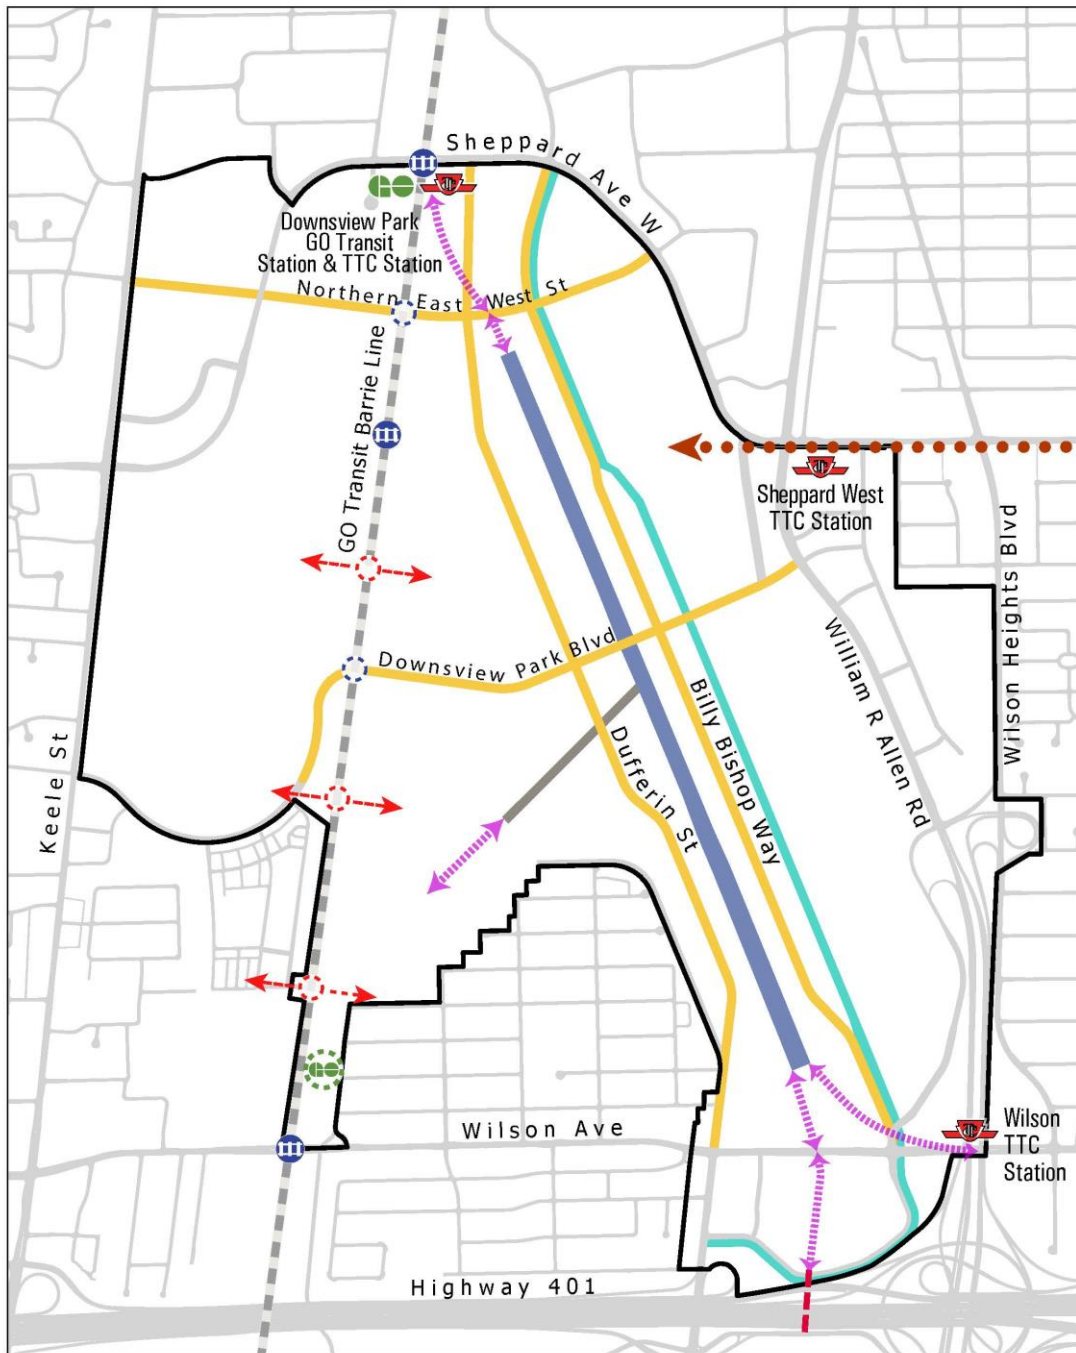 Sheppard Ave W
Downsview Park
GO Transit
Station & TTC Station
Northern East West St
GO Transit Barrie Line
Sheppard West
TTC Station
Wilson Heights Blvd
William R Allen Rd
Downsview Park Blvd
Billy Bishop Way
Dufferin St
Keele St
GO
GO
Wilson Ave
Wilson
TTC
Station
Highway 401